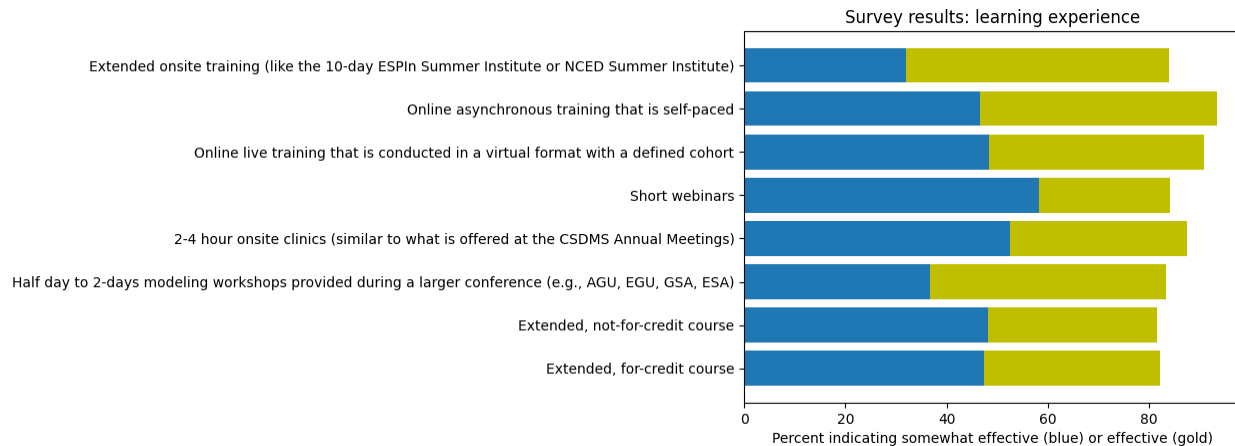 Survey results: learning experience
Extended onsite training (like the 10-day ESPIn Summer Institute or NCED Summer Institute)
Online asynchronous training that is self-paced
Online live training that is conducted in a virtual format with a defined cohort
Short webinars
2-4 hour onsite clinics (similar to what is offered at the CSDMS Annual Meetings)
Half day to 2-days modeling workshops provided during a larger conference (e.g., AGU, EGU, GSA, ESA)
Extended, not-for-credit course
Extended, for-credit course
0 20 40 60 80
Percent indicating somewhat effective (blue) or effective (gold)